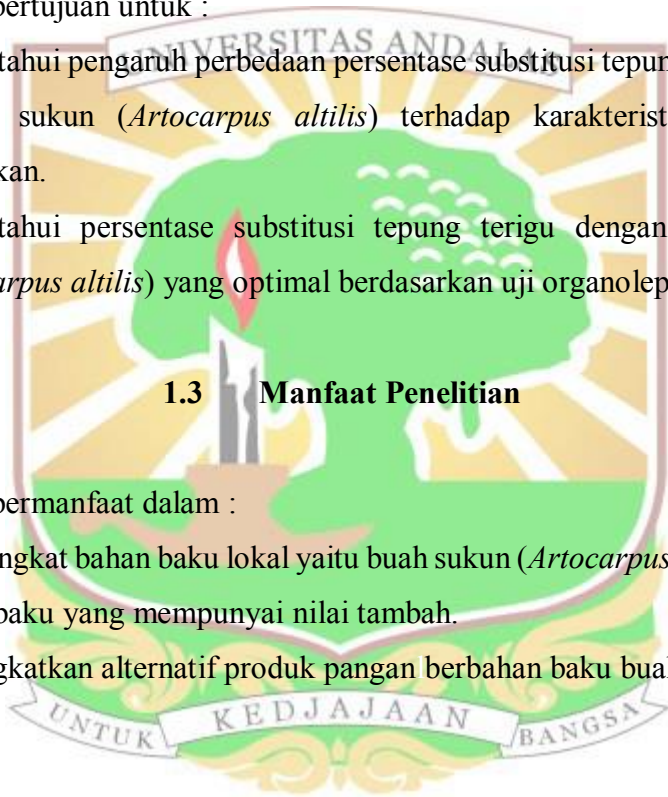 bertujuan untuk :
UNIVERSITAS ANDALAS
tahui pengaruh perbedaan persentase substitusi tepun
sukun (Artocarpus altilis) terhadap karakterist
kan.
tahui persentase substitusi tepung terigu dengan
arpus altilis) yang optimal berdasarkan uji organolep
1.3 Manfaat Penelitian
bermanfaat dalam :
ngkat bahan baku lokal yaitu buah sukun (Artocarpus
baku yang mempunyai nilai tambah.
gkatkan alternatif produk pangan berbahan baku bual
UNTUK KEDJAJAAN BANGSA